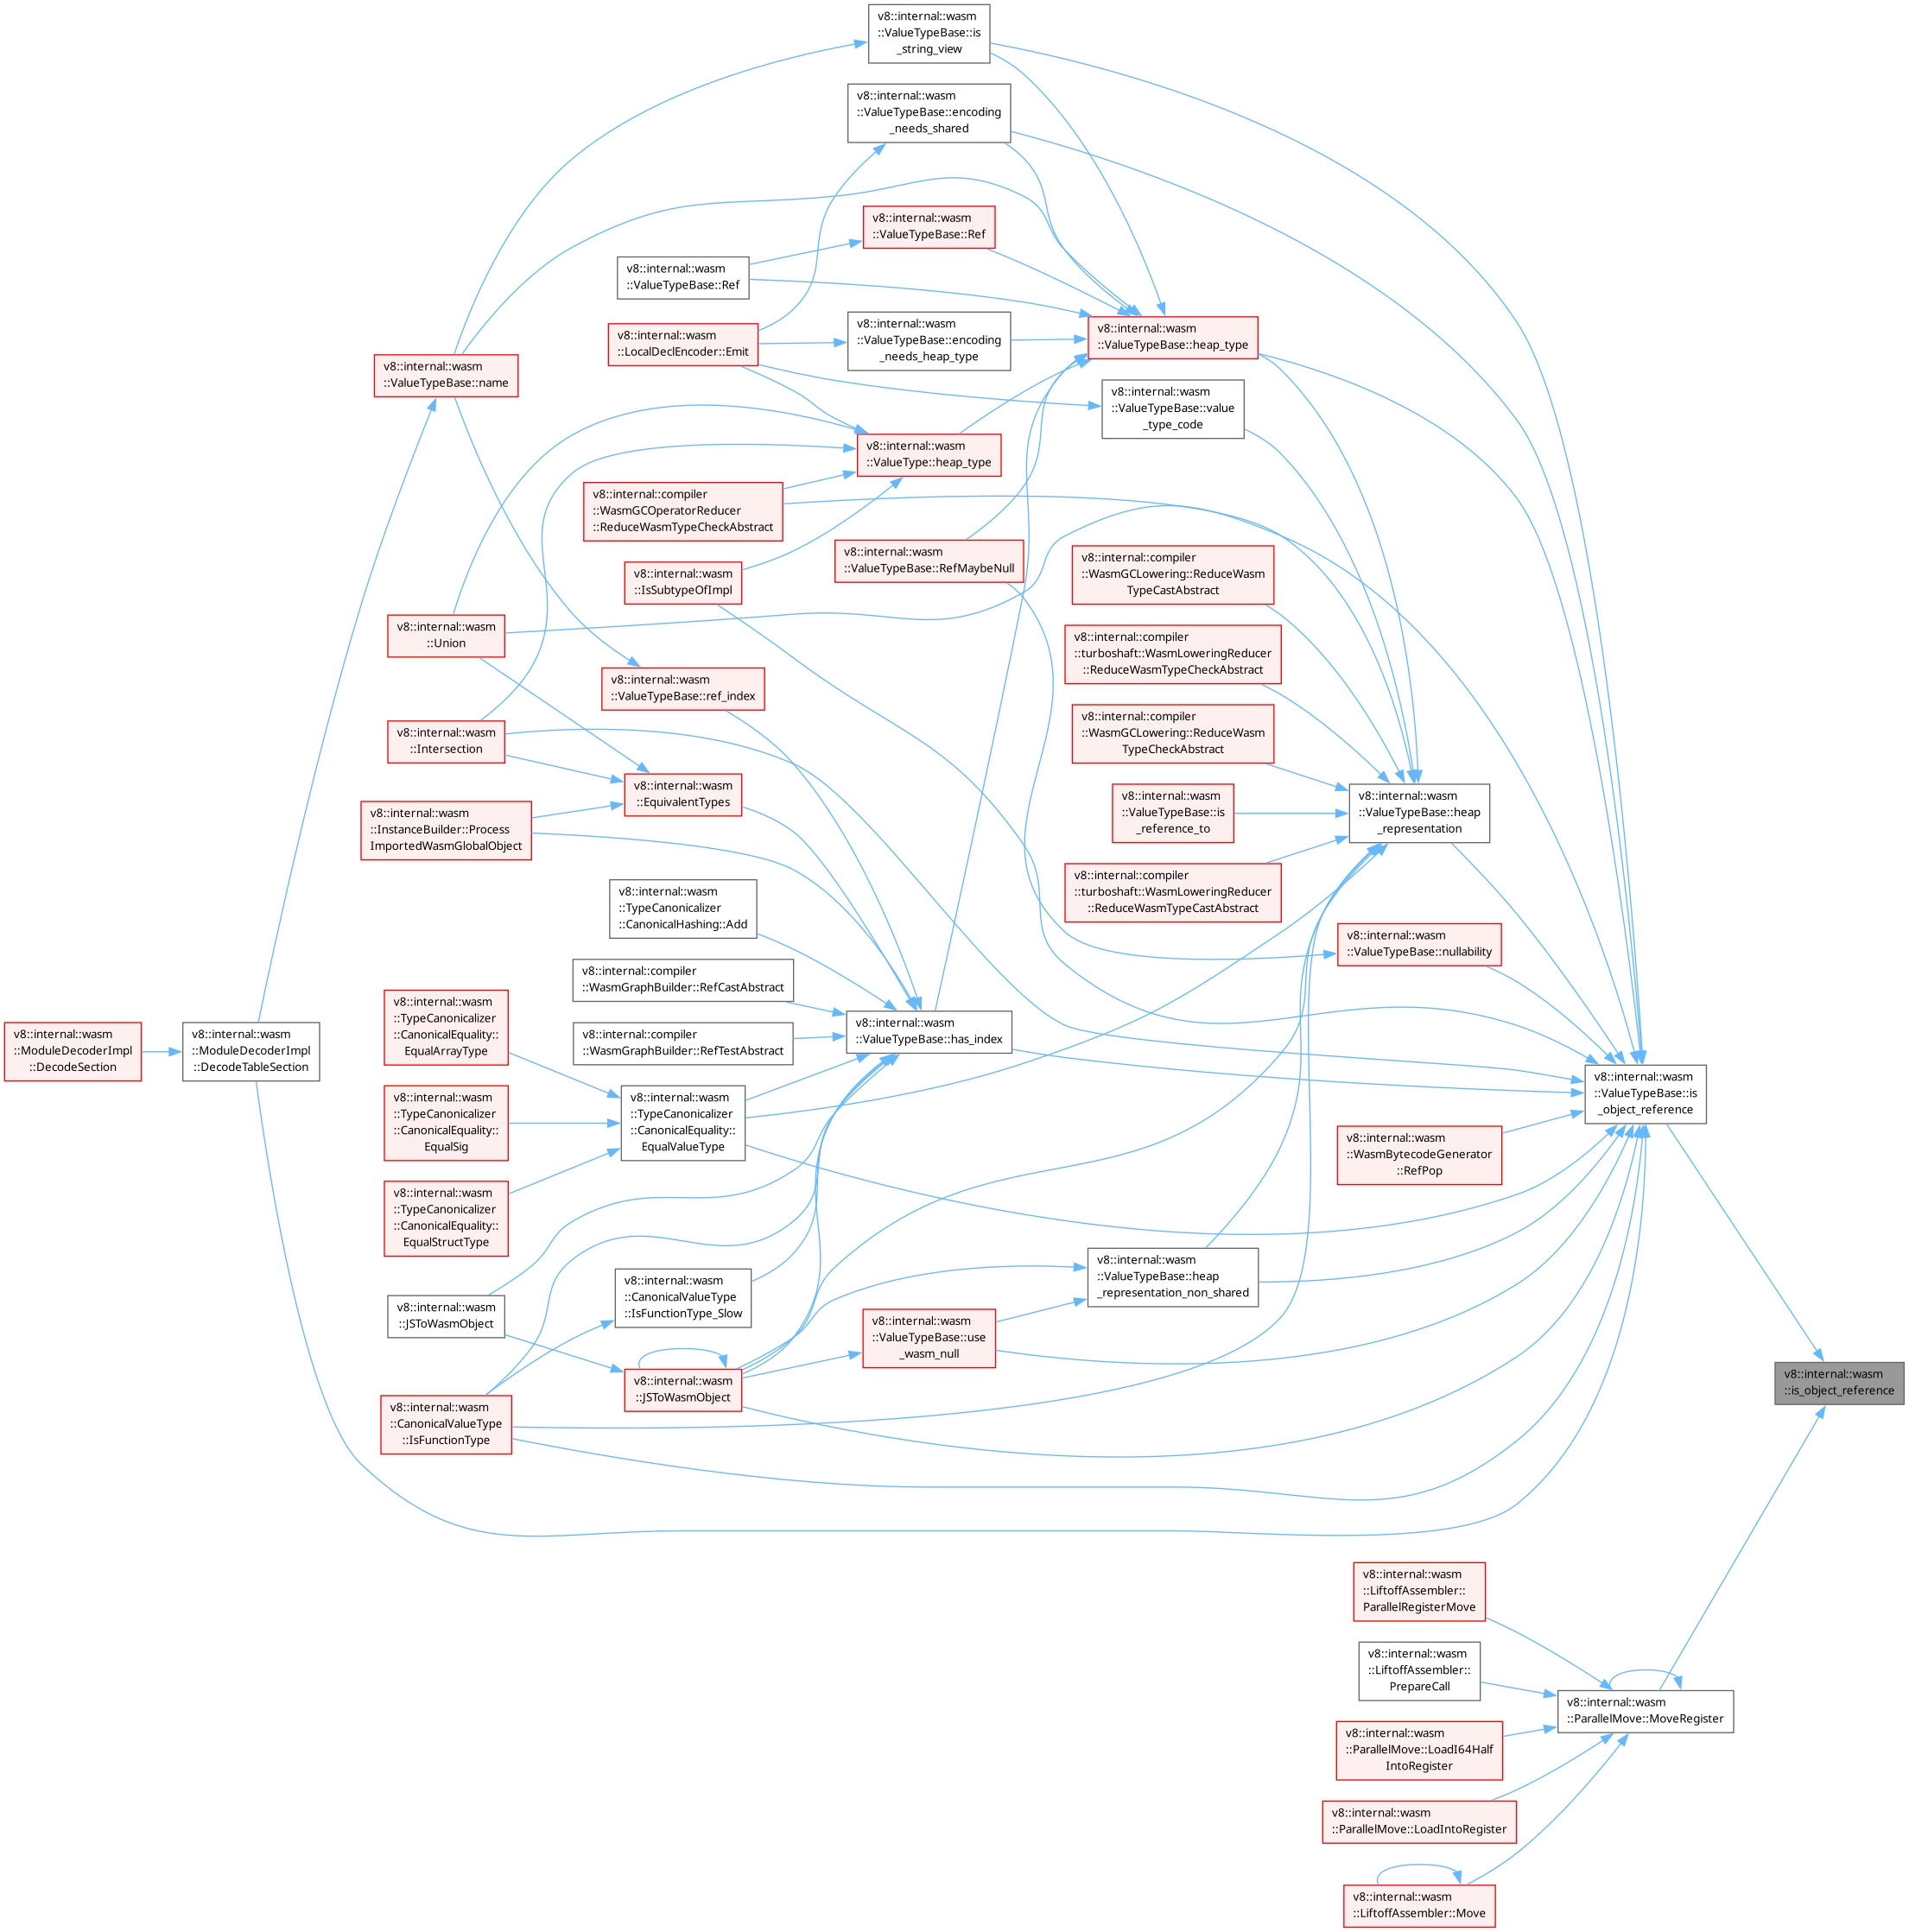 v8::internal::wasm
::ValueTypeBase::is
_string_view
v8::internal::wasm
::ValueTypeBase::encoding
_needs_shared
v8::internal::wasm
::ValueTypeBase::Ref
v8::internal::wasm
::ValueTypeBase::Ref
v8::internal::wasm
::LocalDeclEncoder::Emit
v8::internal::wasm
::ValueTypeBase::encoding
_needs_heap_type
v8::internal::wasm
::ValueTypeBase::heap_type
v8::internal::wasm
::ValueTypeBase::name
v8::internal::wasm
::ValueTypeBase::value
_type_code
v8::internal::wasm
::ValueType::heap_type
v8::internal::compiler
::WasmGCOperatorReducer
::ReduceWasmTypeCheckAbstract
v8::internal::wasm
::ValueTypeBase::RefMaybeNull
v8::internal::wasm
::IsSubtypeOfImpl
v8::internal::compiler
::WasmGCLowering::ReduceWasm
TypeCastAbstract
v8::internal::wasm
::Union
v8::internal::compiler
::turboshaft::WasmLoweringReducer
::ReduceWasmTypeCheckAbstract
v8::internal::wasm
::ValueTypeBase::ref_index
v8::internal::compiler
::WasmGCLowering::ReduceWasm
TypeCheckAbstract
v8::internal::wasm
::Intersection
v8::internal::wasm
::EquivalentTypes
v8::internal::wasm
::ValueTypeBase::is
_reference_to
v8::internal::wasm
::ValueTypeBase::heap
_representation
v8::internal::wasm
::InstanceBuilder::Process
ImportedWasmGlobalObject
v8::internal::compiler
::turboshaft::WasmLoweringReducer
::ReduceWasmTypeCastAbstract
v8::internal::wasm
::TypeCanonicalizer
::CanonicalHashing::Add
v8::internal::wasm
::ValueTypeBase::nullability
v8::internal::compiler
::WasmGraphBuilder::RefCastAbstract
v8::internal::wasm
::TypeCanonicalizer
::CanonicalEquality::
EqualArrayType
v8::internal::compiler
::WasmGraphBuilder::RefTestAbstract
v8::internal::wasm
::ValueTypeBase::has_index
v8::internal::wasm
::ModuleDecoderImpl
::DecodeSection
v8::internal::wasm
::ModuleDecoderImpl
::DecodeTableSection
v8::internal::wasm
::ValueTypeBase::is
_object_reference
v8::internal::wasm
::TypeCanonicalizer
::CanonicalEquality::
EqualSig
v8::internal::wasm
::TypeCanonicalizer
::CanonicalEquality::
EqualValueType
v8::internal::wasm
::WasmBytecodeGenerator
::RefPop
v8::internal::wasm
::TypeCanonicalizer
::CanonicalEquality::
EqualStructType
v8::internal::wasm
::ValueTypeBase::heap
_representation_non_shared
v8::internal::wasm
::CanonicalValueType
::IsFunctionType_Slow
v8::internal::wasm
::JSToWasmObject
v8::internal::wasm
::ValueTypeBase::use
_wasm_null
v8::internal::wasm
::JSToWasmObject
v8::internal::wasm
::is_object_reference
v8::internal::wasm
::CanonicalValueType
::IsFunctionType
v8::internal::wasm
::LiftoffAssembler::
ParallelRegisterMove
v8::internal::wasm
::LiftoffAssembler::
PrepareCall
v8::internal::wasm
::ParallelMove::MoveRegister
v8::internal::wasm
::ParallelMove::LoadI64Half
IntoRegister
v8::internal::wasm
::ParallelMove::LoadIntoRegister
v8::internal::wasm
::LiftoffAssembler::Move